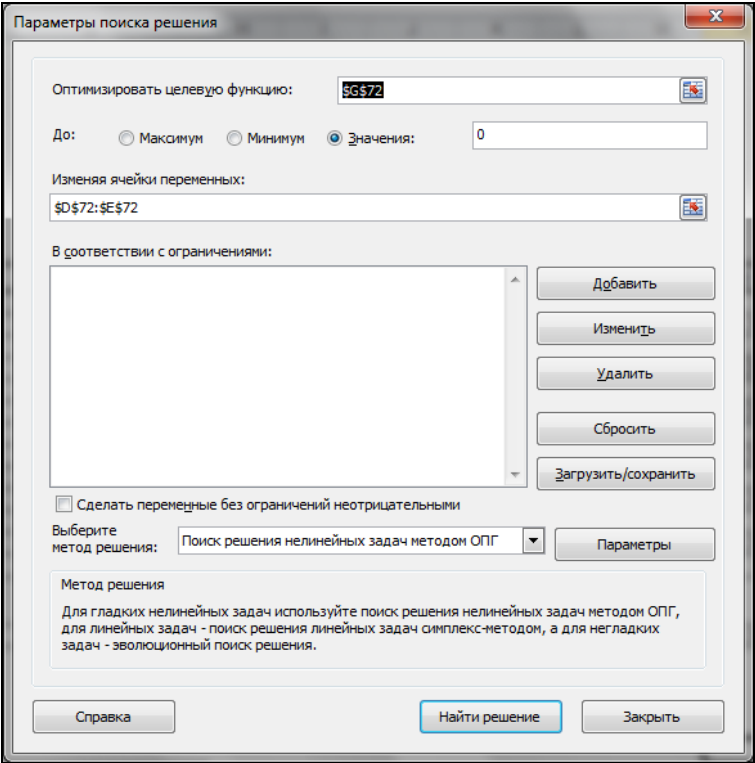 Параметры поиска решения
Оптимизировать целевую функцию:
$G$72
До:
Максимум
Минимум
Значения:
0
Изменяя ячейки переменных:
$D$72:$E$72
В соответствии с ограничениями:
Добавить
Изменить
Удалить
Сбросить
Загрузить/сохранить
Сделать переменные без ограничений неотрицательными
Выберите
метод решения:
Поиск решения нелинейных задач методом ОПГ
Параметры
Метод решения
Для гладких нелинейных задач используйте поиск решения нелинейных задач методом ОПГ,
для линейных задач - поиск решения линейных задач симплекс-методом, а для негладких
задач - эволюционный поиск решения.
Справка
Найти решение
Закрыть